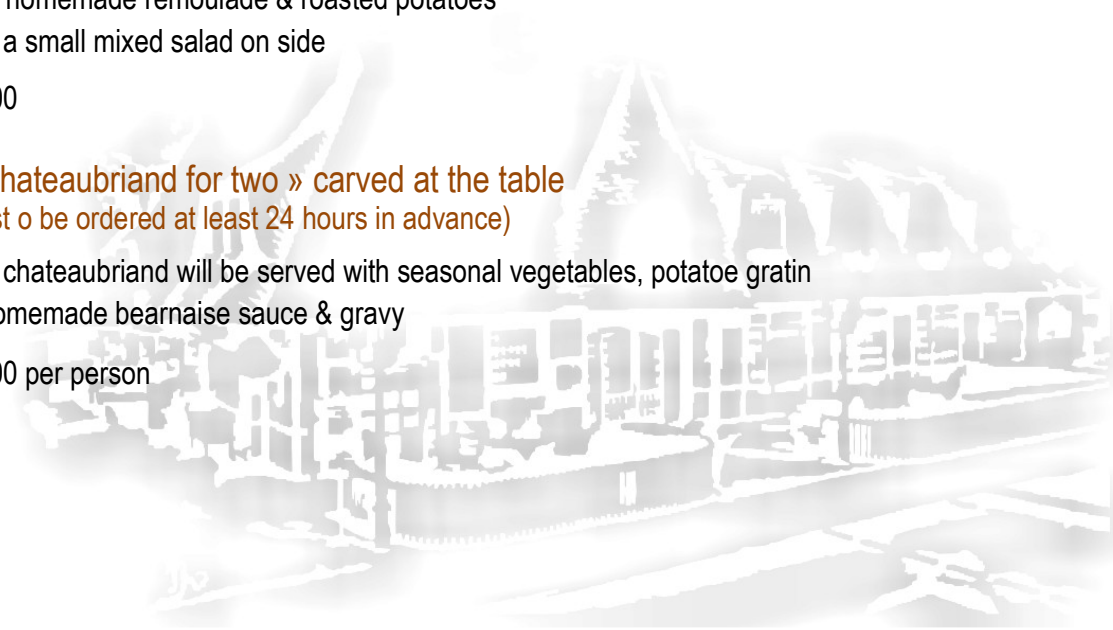 homemade remoulade & roasted potatoes
a small mixed salad on side
00
hateaubriand for two » carved at the table
st o be ordered at least 24 hours in advance)
chateaubriand will be served with seasonal vegetables, potatoe gratin
omemade bearnaise sauce & gravy
00 per person